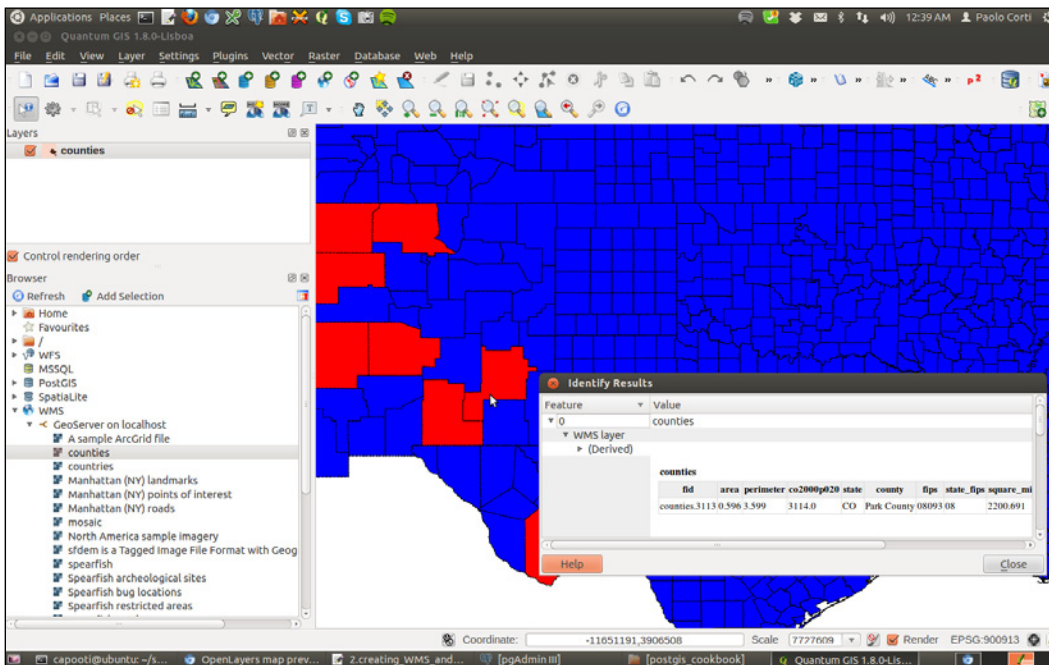 Applications Places
12:39 AM Paolo Corti
Quantum GIS 1.8.0-Lisboa
File Edit View Layer Settings Plugins Vector Raster Database Web Help
Layers
counties
Control rendering order
Browser
Refresh Add Selection
Home
Favourites
/
WFS
MSSQL
PostGIS
SpatiaLite
WMS
GeoServer on localhost
A sample ArcGrid file
counties
countries
Manhattan (NY) landmarks
Manhattan (NY) points of interest
Manhattan (NY) roads
mosaic
North America sample imagery
sfdem is a Tagged Image File Format with Geog
spearfish
Spearfish archeological sites
Spearfish bug locations
Spearfish restricted areas
Identify Results
Feature Value
0 counties
WMS layer
(Derived)
counties
fid area perimeter co2000p020 state county fips state_fips square_mi
counties.3113 0.596 3.599 3114.0 CO Park County 08093 08 2200.691
Help Close
Coordinate: -11651191,3906508 Scale 7727609 Render EPSG:900913
capooti@ubuntu: ~/s... OpenLayers map prev... 2.creating_WMS_and... [pgAdmin III] [postgis_cookbook] Quantum GIS 1.8.0-Lis...